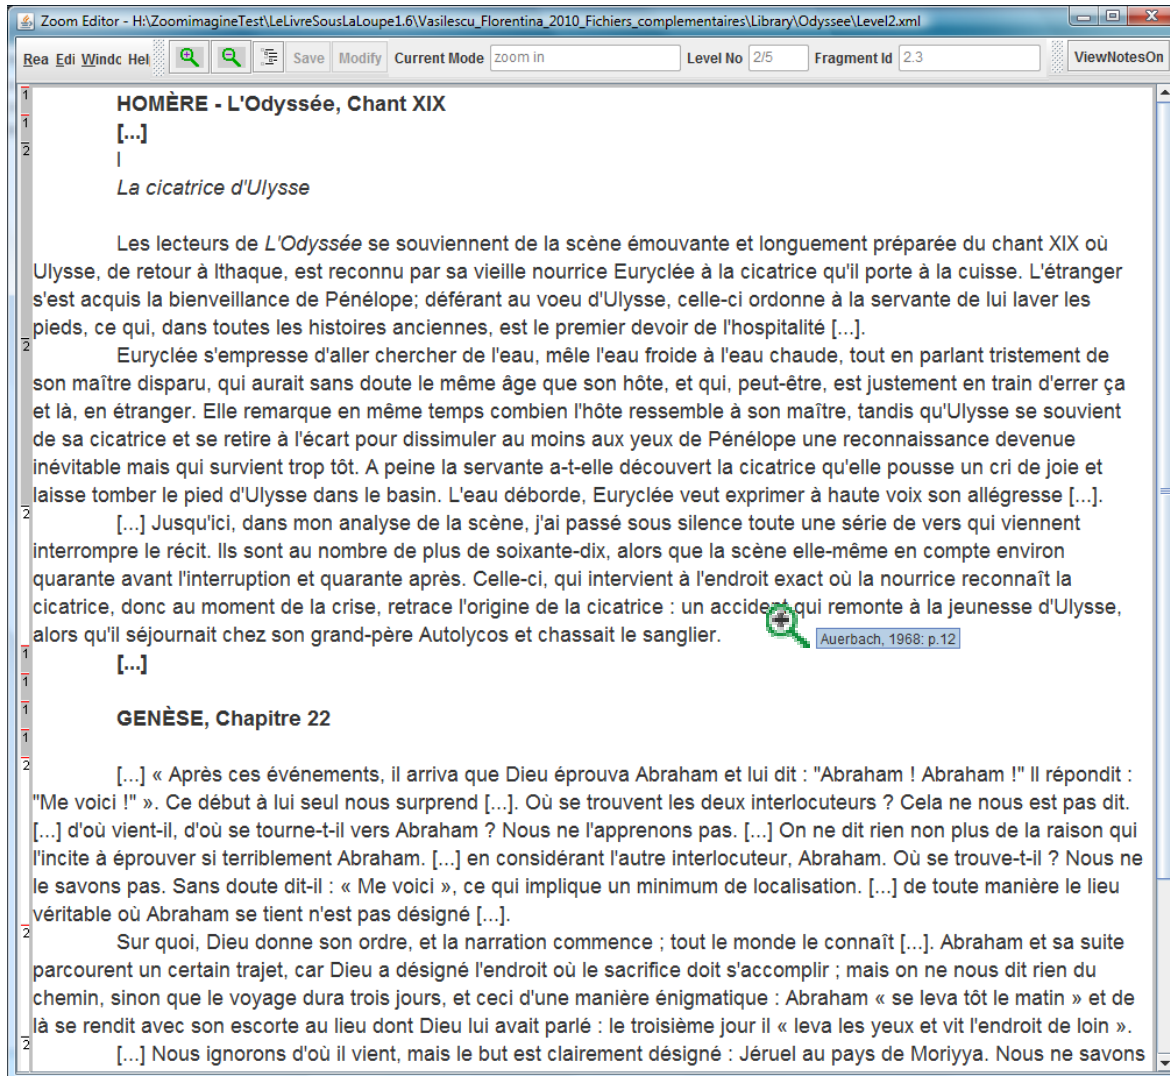 Zoom Editor - H:\ZoomimagineTest\LeLivreSousLaLoupe1.6\Vasilescu_Florentina_2010_Fichiers_complementaires\Library\Odyssee\Level2.xml
Rea Edi Windc Hel Save Modify Current Mode zoom in Level No 2/5 Fragment Id 2.3 ViewNotesOn
1
HOMÈRE - L'Odyssée, Chant XIX
1
[...]
2
I
La cicatrice d'Ulysse
Les lecteurs de L'Odyssée se souviennent de la scène émouvante et longuement préparée du chant XIX où
Ulysse, de retour à Ithaque, est reconnu par sa vieille nourrice Euryclée à la cicatrice qu'il porte à la cuisse. L'étranger
s'est acquis la bienveillance de Pénélope; déférant au voeu d'Ulysse, celle-ci ordonne à la servante de lui laver les
pieds, ce qui, dans toutes les histoires anciennes, est le premier devoir de l'hospitalité [...].
2
Euryclée s'empresse d'aller chercher de l'eau, mêle l'eau froide à l'eau chaude, tout en parlant tristement de
son maître disparu, qui aurait sans doute le même âge que son hôte, et qui, peut-être, est justement en train d'errer ça
et là, en étranger. Elle remarque en même temps combien l'hôte ressemble à son maître, tandis qu'Ulysse se souvient
de sa cicatrice et se retire à l'écart pour dissimuler au moins aux yeux de Pénélope une reconnaissance devenue
inévitable mais qui survient trop tôt. A peine la servante a-t-elle découvert la cicatrice qu'elle pousse un cri de joie et
laisse tomber le pied d'Ulysse dans le basin. L'eau déborde, Euryclée veut exprimer à haute voix son allégresse [...].
2
[...] Jusqu'ici, dans mon analyse de la scène, j'ai passé sous silence toute une série de vers qui viennent
interrompre le récit. Ils sont au nombre de plus de soixante-dix, alors que la scène elle-même en compte environ
quarante avant l'interruption et quarante après. Celle-ci, qui intervient à l'endroit exact où la nourrice reconnaît la
cicatrice, donc au moment de la crise, retrace l'origine de la cicatrice : un accident qui remonte à la jeunesse d'Ulysse,
alors qu'il séjournait chez son grand-père Autolycos et chassait le sanglier.
Auerbach, 1968: p.12
1
[...]
1
1
GENÈSE, Chapitre 22
1
2
[...] « Après ces événements, il arriva que Dieu éprouva Abraham et lui dit : "Abraham ! Abraham !" Il répondit :
"Me voici !" ». Ce début à lui seul nous surprend [...]. Où se trouvent les deux interlocuteurs ? Cela ne nous est pas dit.
[...] d'où vient-il, d'où se tourne-t-il vers Abraham ? Nous ne l'apprenons pas. [...] On ne dit rien non plus de la raison qui
l'incite à éprouver si terriblement Abraham. [...] en considérant l'autre interlocuteur, Abraham. Où se trouve-t-il ? Nous ne
le savons pas. Sans doute dit-il : « Me voici », ce qui implique un minimum de localisation. [...] de toute manière le lieu
véritable où Abraham se tient n'est pas désigné [...].
2
Sur quoi, Dieu donne son ordre, et la narration commence ; tout le monde le connaît [...]. Abraham et sa suite
parcourent un certain trajet, car Dieu a désigné l'endroit où le sacrifice doit s'accomplir ; mais on ne nous dit rien du
chemin, sinon que le voyage dura trois jours, et ceci d'une manière énigmatique : Abraham « se leva tôt le matin » et de
là se rendit avec son escorte au lieu dont Dieu lui avait parlé : le troisième jour il « leva les yeux et vit l'endroit de loin ».
2
[...] Nous ignorons d'où il vient, mais le but est clairement désigné : Jéruel au pays de Moriyya. Nous ne savons